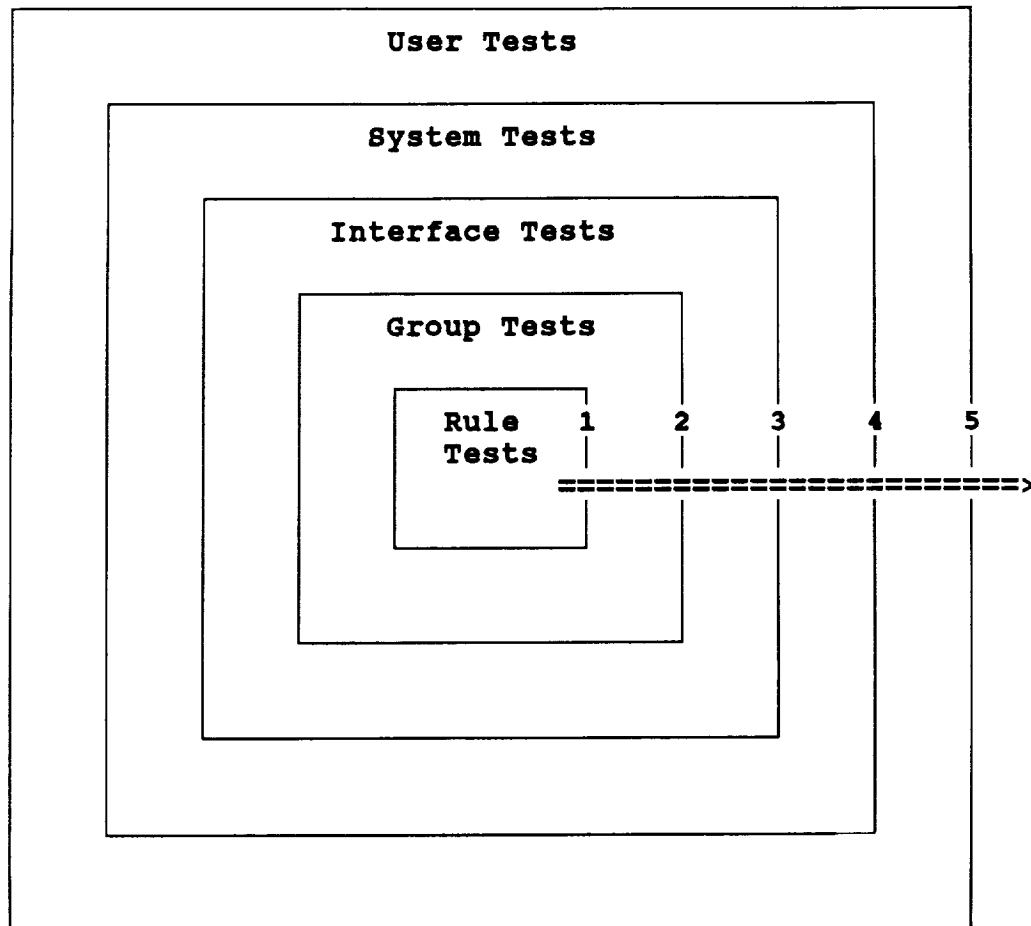 User Tests
System Tests
Interface Tests
Group Tests
Rule 1 2 3 4 5
Tests
========================>